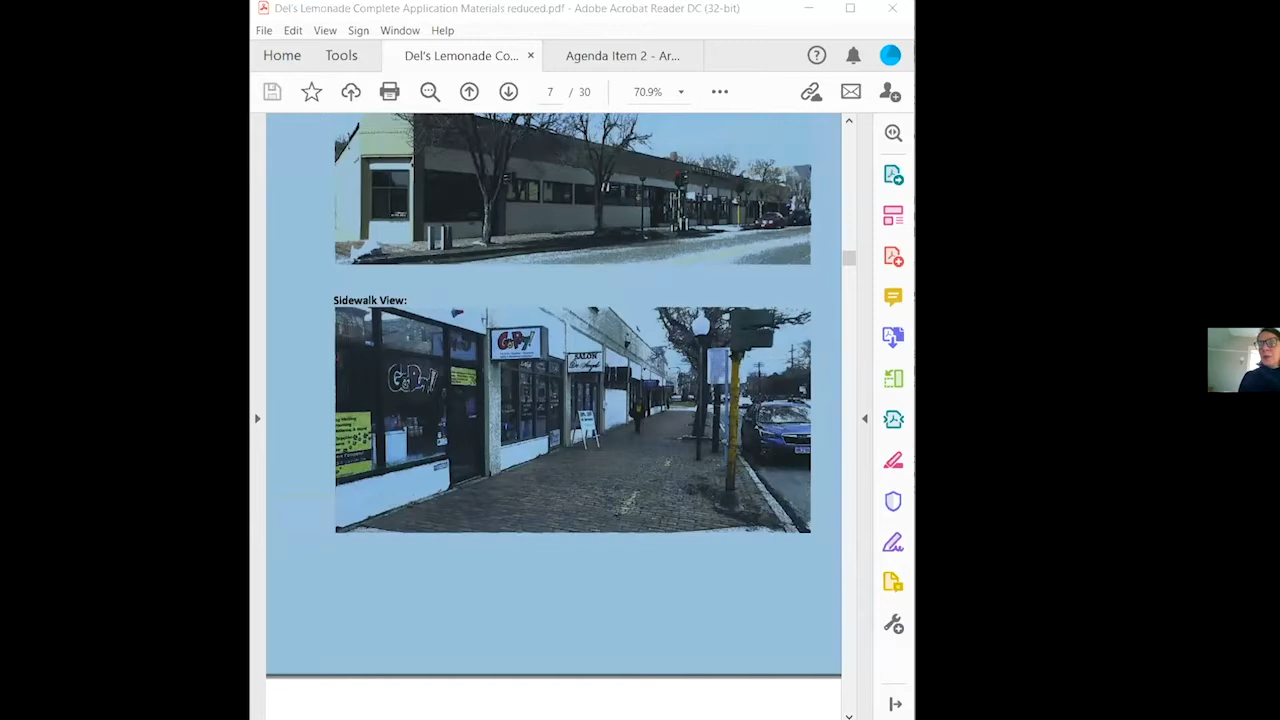 Del's Lemonade Complete Application Materials reduced.pdf - Adobe Acrobat Reader DC (32-bit)
File Edit View Sign Window Help
Home Tools Del's Lemonade Co... × Agenda Item 2 - Ar...
7 / 30 70.9%
Sidewalk View:
GoPry!
SALON